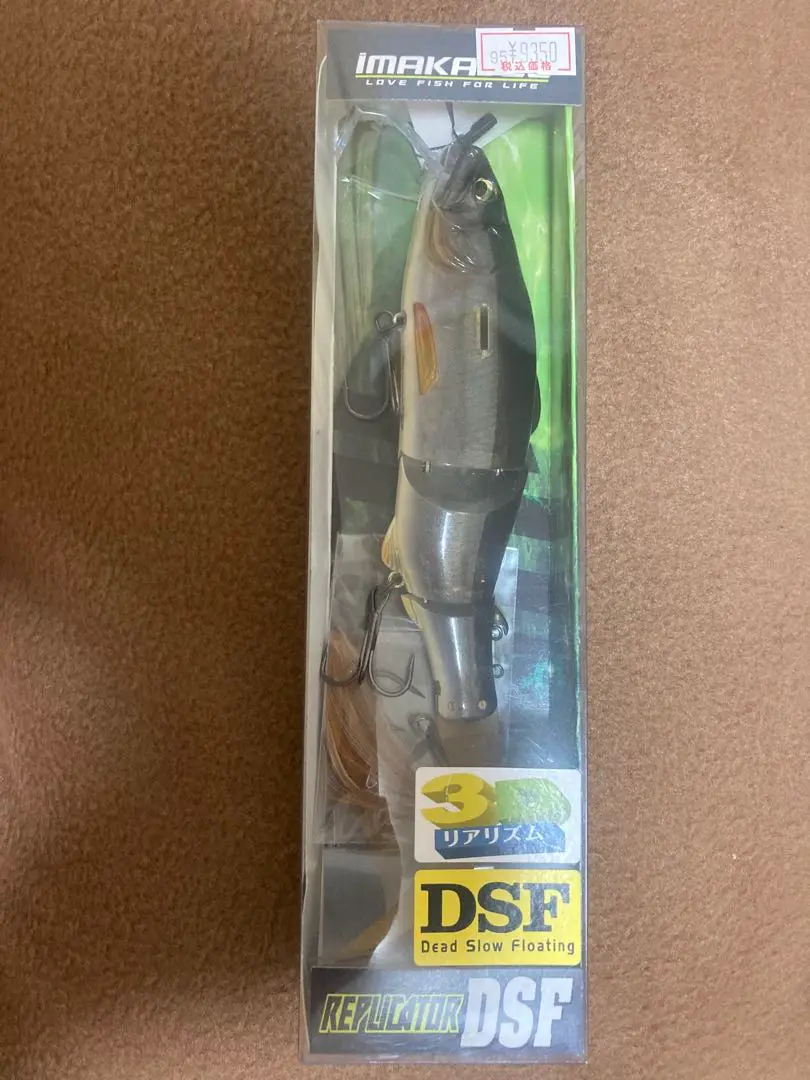 ¥9350
税込価格
iMAKA
LOVE FISH FOR LIFE
3D
リアリズム
DSF
Dead Slow Floating
REPLICATOR DSF